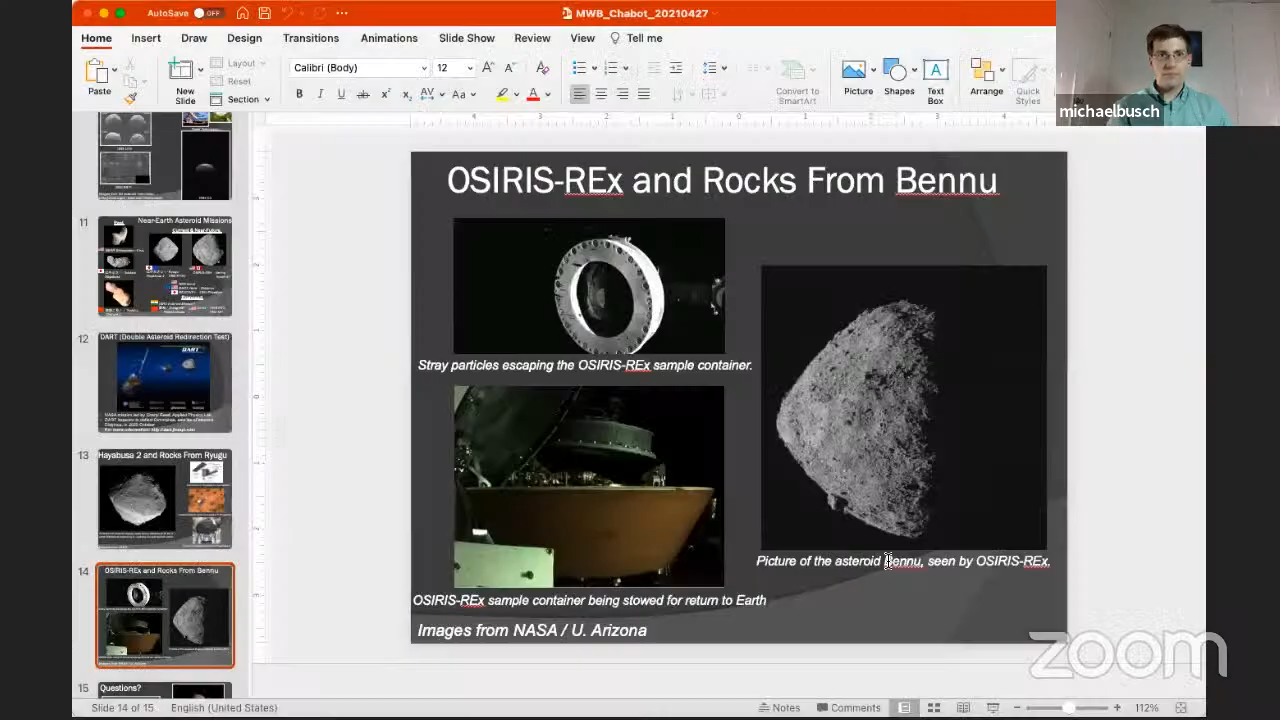 AutoSave OFF
MWB_Chabot_20210427
Home Insert Draw Design Transitions Animations Slide Show Review View Tell me
Paste
New
Slide
Layout
Reset
Section
Calibri (Body) 12
Convert to
SmartArt
Picture
Shapes
Text
Box
Arrange
Quick
Styles
michaelbusch
11
Near-Earth Asteroid Missions
12
DART (Double Asteroid Redirection Test)
13
Hayabusa 2 and Rocks From Ryugu
14
OSIRIS-REx and Rocks From Bennu
15
Questions?
OSIRIS-REx and Rocks From Bennu
Stray particles escaping the OSIRIS-REx sample container.
Picture of the asteroid Bennu, seen by OSIRIS-REx.
OSIRIS-REx sample container being stowed for return to Earth
Images from NASA / U. Arizona
zoom
Slide 14 of 15 English (United States) Notes Comments 112%